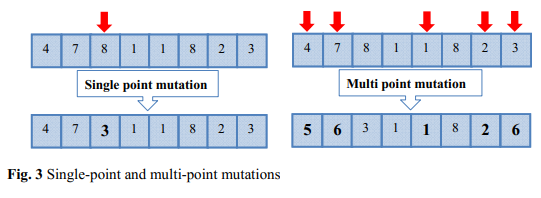 4 7 8 1 1 8 2 3
Single point mutation
4 7 3 1 1 8 2 3
4 7 8 1 1 8 2 3
Multi point mutation
5 6 3 1 1 8 2 6
Fig. 3 Single-point and multi-point mutations